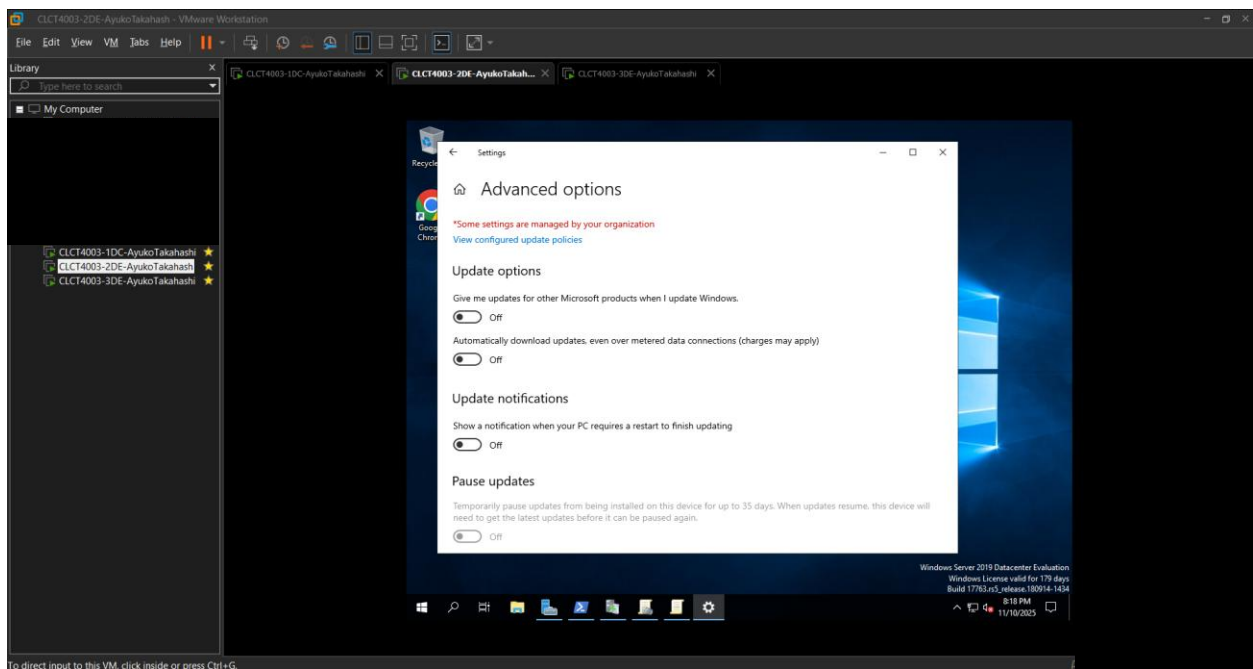 CLCT4003-2DE-AyukoTakahash - VMware Workstation
File Edit View VM Tabs Help
Library
Type here to search
My Computer
CLCT4003-1DC-AyukoTakahashi
CLCT4003-2DE-AyukoTakahash
CLCT4003-3DE-AyukoTakahashi
CLCT4003-1DC-AyukoTakahashi
CLCT4003-2DE-AyukoTakah...
CLCT4003-3DE-AyukoTakahashi
Recycle
Goog
Chror
Settings
Advanced options
*Some settings are managed by your organization
View configured update policies
Update options
Give me updates for other Microsoft products when I update Windows.
Off
Automatically download updates, even over metered data connections (charges may apply)
Off
Update notifications
Show a notification when your PC requires a restart to finish updating
Off
Pause updates
Temporarily pause updates from being installed on this device for up to 35 days. When updates resume, this device will
need to get the latest updates before it can be paused again.
Off
Windows Server 2019 Datacenter Evaluation
Windows License valid for 179 days
Build 17763.rs5_release.180914-1434
8:18 PM
11/10/2025
To direct input to this VM, click inside or press Ctrl+G.